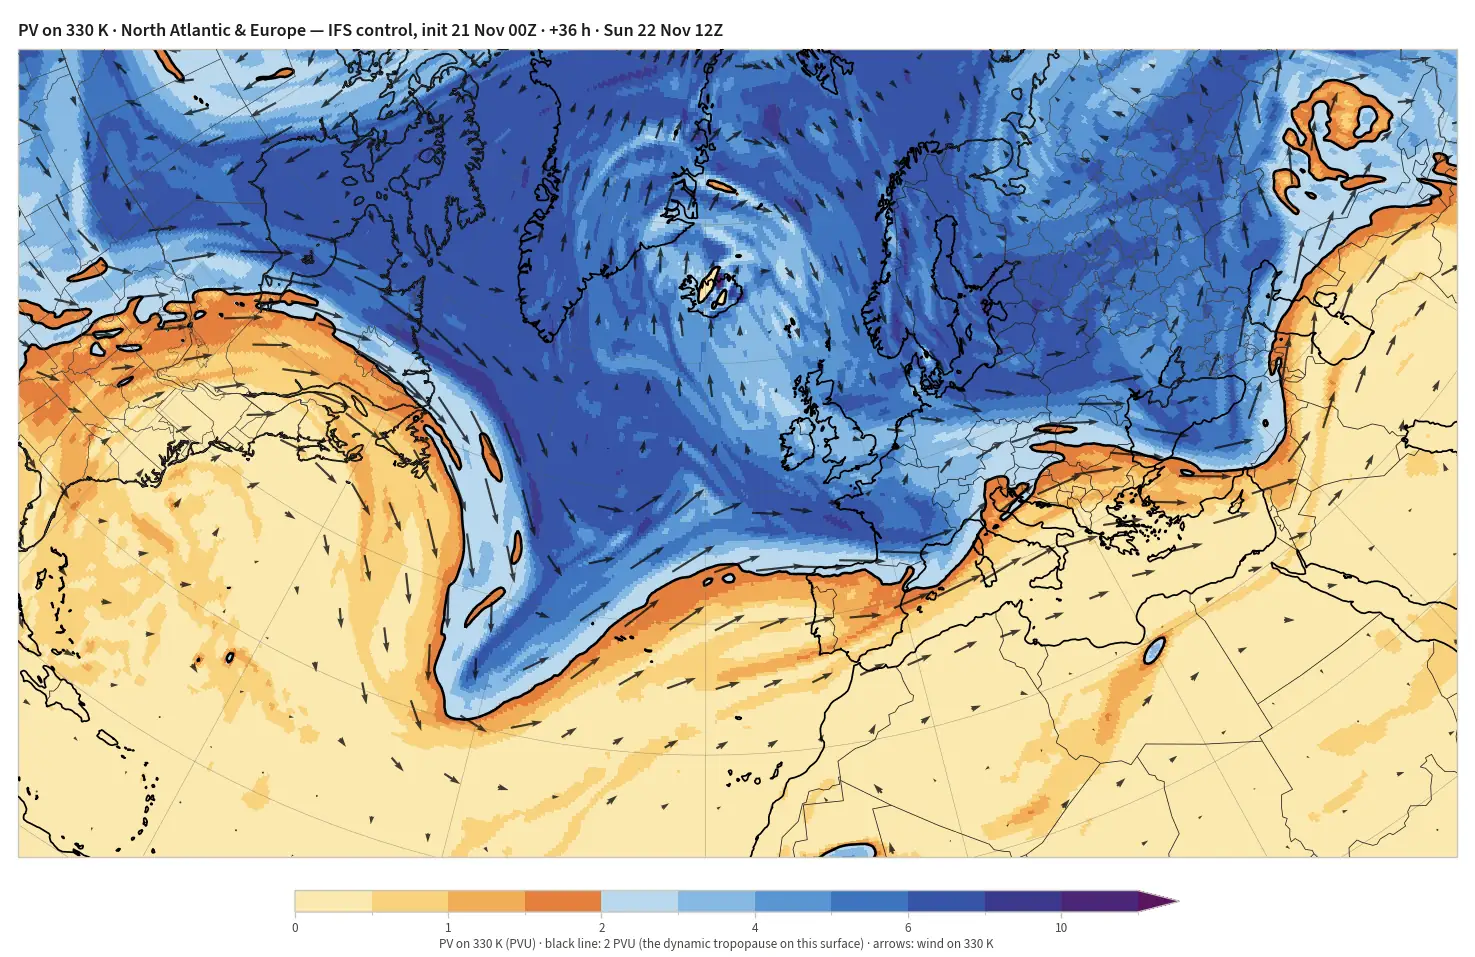 PV on 330 K · North Atlantic & Europe — IFS control, init 21 Nov 00Z · +36 h · Sun 22 Nov 12Z
0 1 2 4 6 10
PV on 330 K (PVU) · black line: 2 PVU (the dynamic tropopause on this surface) · arrows: wind on 330 K